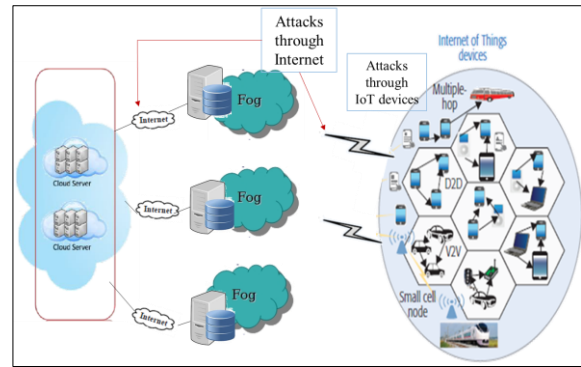 Attacks
through
Internet
Attacks
through
IoT devices
Internet of Things
devices
Multiple-
hop
Internet
Fog
Cloud Server
D2D
Internet
Fog
Cloud Server
V2V
Small cell
node
Internet
Fog